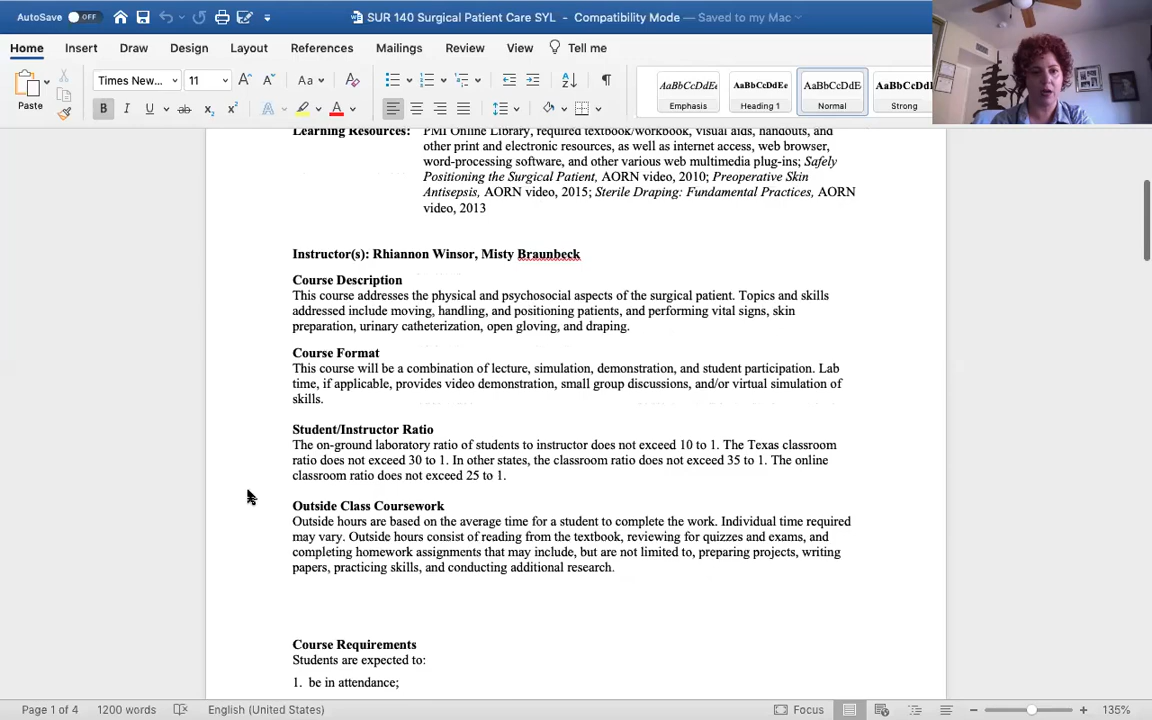 AutoSave OFF SUR 140 Surgical Patient Care SYL - Compatibility Mode — Saved to my Mac
Home Insert Draw Design Layout References Mailings Review View Tell me
Paste Times New... 11 Aa A
B I U ab x₂ x² A A
AaBbCcDdEe AaBbCcDdEe AaBbCcDdE AaBbCcDdE
Emphasis Heading 1 Normal Strong
Learning Resources: PMI Online Library, required textbook/workbook, visual aids, handouts, and
other print and electronic resources, as well as internet access, web browser,
word-processing software, and other various web multimedia plug-ins; Safely
Positioning the Surgical Patient, AORN video, 2010; Preoperative Skin
Antisepsis, AORN video, 2015; Sterile Draping: Fundamental Practices, AORN
video, 2013
Instructor(s): Rhiannon Winsor, Misty Braunbeck
Course Description
This course addresses the physical and psychosocial aspects of the surgical patient. Topics and skills
addressed include moving, handling, and positioning patients, and performing vital signs, skin
preparation, urinary catheterization, open gloving, and draping.
Course Format
This course will be a combination of lecture, simulation, demonstration, and student participation. Lab
time, if applicable, provides video demonstration, small group discussions, and/or virtual simulation of
skills.
Student/Instructor Ratio
The on-ground laboratory ratio of students to instructor does not exceed 10 to 1. The Texas classroom
ratio does not exceed 30 to 1. In other states, the classroom ratio does not exceed 35 to 1. The online
classroom ratio does not exceed 25 to 1.
Outside Class Coursework
Outside hours are based on the average time for a student to complete the work. Individual time required
may vary. Outside hours consist of reading from the textbook, reviewing for quizzes and exams, and
completing homework assignments that may include, but are not limited to, preparing projects, writing
papers, practicing skills, and conducting additional research.
Course Requirements
Students are expected to:
1. be in attendance;
Page 1 of 4 1200 words English (United States) Focus 135%